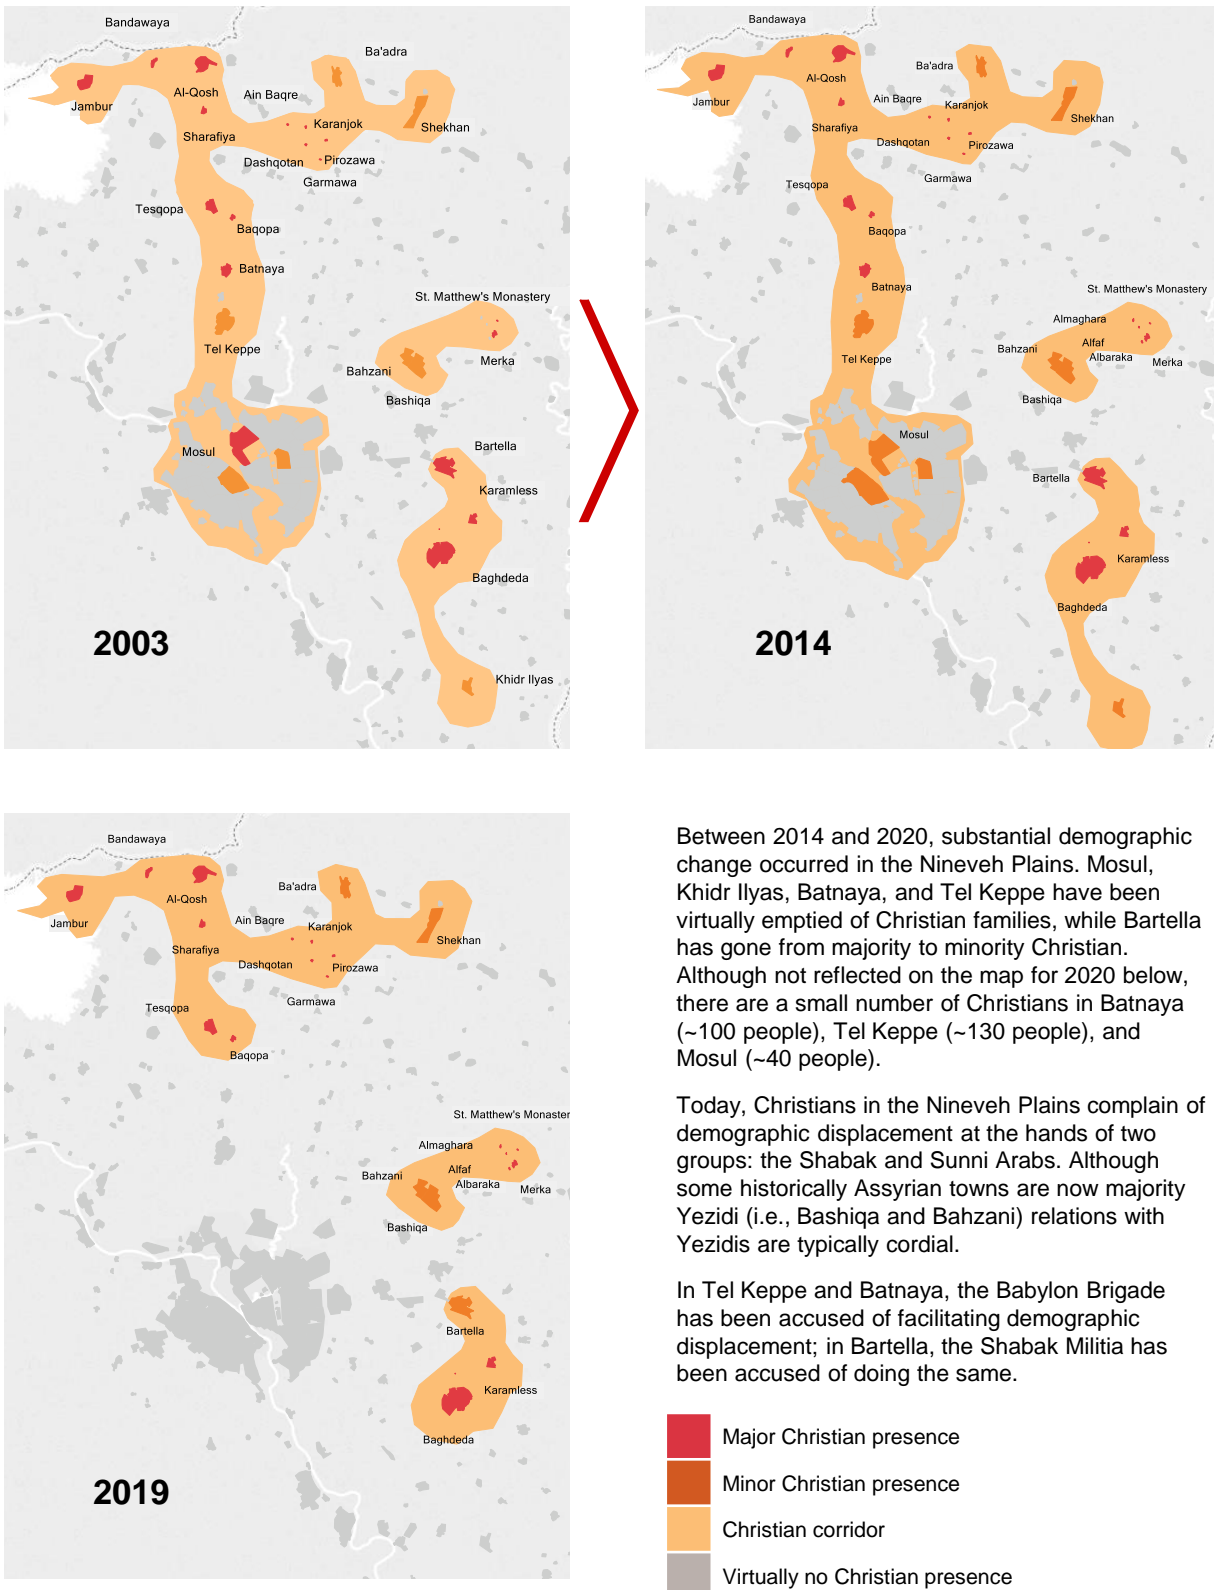 Bandawaya
Ba'adra
Jambur
Al-Qosh
Ain Baqre
Karanjok
Shekhan
Sharafiya
Dashqotan
Pirozawa
Garmawa
Tesqopa
Baqopa
Batnaya
St. Matthew's Monastery
Tel Keppe
Merka
Bahzani
Bashiqa
Mosul
Bartella
Karamless
Baghdeda
Khidr Ilyas
2003
Bandawaya
Ba'adra
Al-Qosh
Jambur
Ain Baqre
Karanjok
Shekhan
Sharafiya
Dashqotan
Pirozawa
Garmawa
Tesqopa
Baqopa
Batnaya
St. Matthew's Monastery
Almaghara
Alfaf
Bahzani
Albaraka
Merka
Tel Keppe
Bashiqa
Mosul
Bartella
Karamless
Baghdeda
2014
Bandawaya
Ba'adra
Al-Qosh
Jambur
Ain Baqre
Karanjok
Shekhan
Sharafiya
Dashqotan
Pirozawa
Garmawa
Tesqopa
Baqopa
St. Matthew's Monaster
Almaghara
Alfaf
Bahzani
Albaraka
Merka
Bashiqa
Bartella
Karamless
Baghdeda
2019
Between 2014 and 2020, substantial demographic
change occurred in the Nineveh Plains. Mosul,
Khidr Ilyas, Batnaya, and Tel Keppe have been
virtually emptied of Christian families, while Bartella
has gone from majority to minority Christian.
Although not reflected on the map for 2020 below,
there are a small number of Christians in Batnaya
(~100 people), Tel Keppe (~130 people), and
Mosul (~40 people).
Today, Christians in the Nineveh Plains complain of
demographic displacement at the hands of two
groups: the Shabak and Sunni Arabs. Although
some historically Assyrian towns are now majority
Yezidi (i.e., Bashiqa and Bahzani) relations with
Yezidis are typically cordial.
In Tel Keppe and Batnaya, the Babylon Brigade
has been accused of facilitating demographic
displacement; in Bartella, the Shabak Militia has
been accused of doing the same.
Major Christian presence
Minor Christian presence
Christian corridor
Virtually no Christian presence